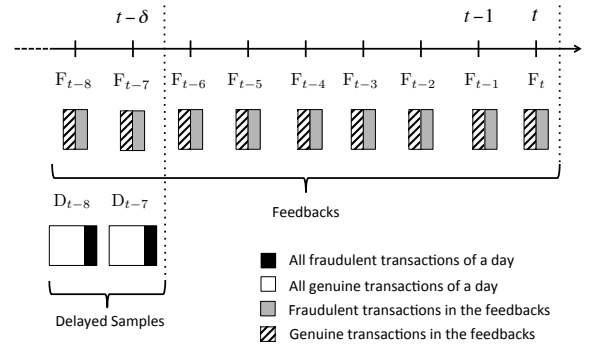 t−δ t−1 t
F_{t−8} F_{t−7} F_{t−6} F_{t−5} F_{t−4} F_{t−3} F_{t−2} F_{t−1} F_t
Feedbacks
D_{t−8} D_{t−7}
Delayed Samples
All fraudulent transactions of a day
All genuine transactions of a day
Fraudulent transactions in the feedbacks
Genuine transactions in the feedbacks